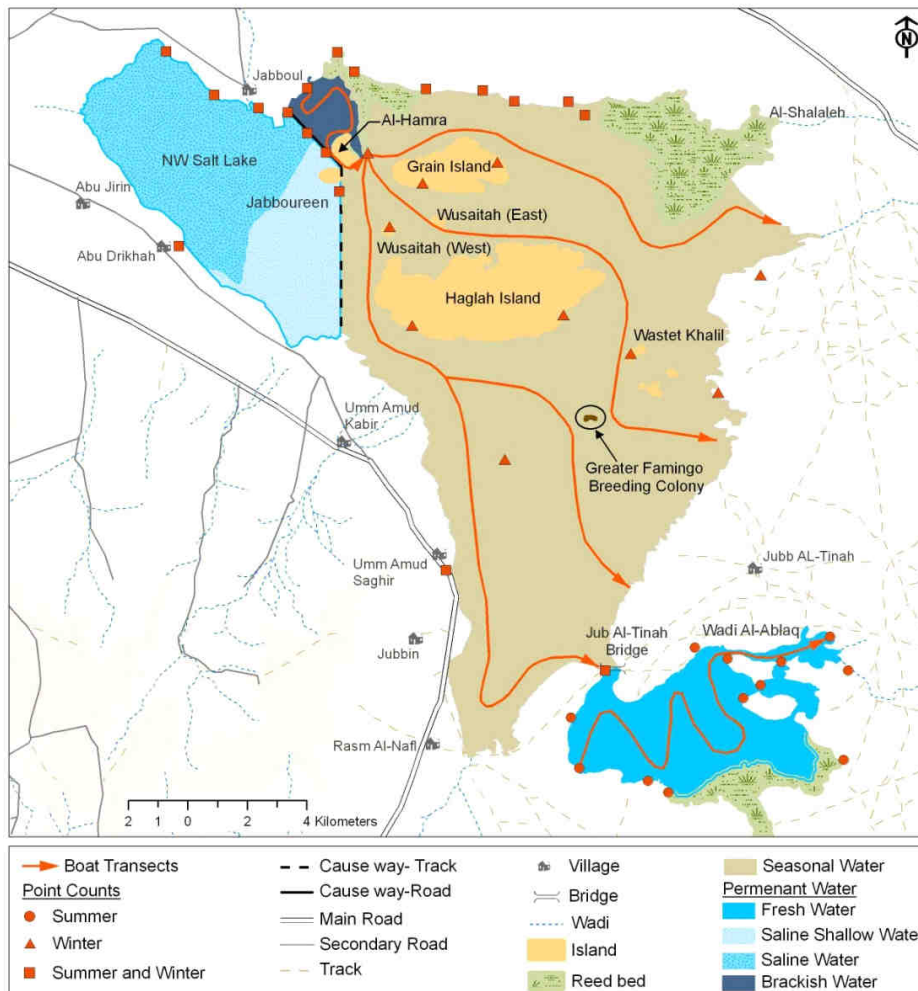 N
Jabboul
Al-Hamra
Al-Shalaleh
NW Salt Lake
Grain Island
Abu Jirin
Jabboureen
Wusaitah (East)
Abu Drikhah
Wusaitah (West)
Haglah Island
Wastet Khalil
Umm Amud
Kabir
Greater Famingo
Breeding Colony
Umm Amud
Saghir
Jubb AL-Tinah
Jubbin
Jub Al-Tinah
Bridge
Wadi Al-Ablaq
Rasm Al-Nafl
2 1 0 2 4 Kilometers
Boat Transects
Point Counts
Summer
Winter
Summer and Winter
Cause way- Track
Cause way-Road
Main Road
Secondary Road
Track
Village
Bridge
Wadi
Island
Reed bed
Seasonal Water
Permenant Water
Fresh Water
Saline Shallow Water
Saline Water
Brackish Water